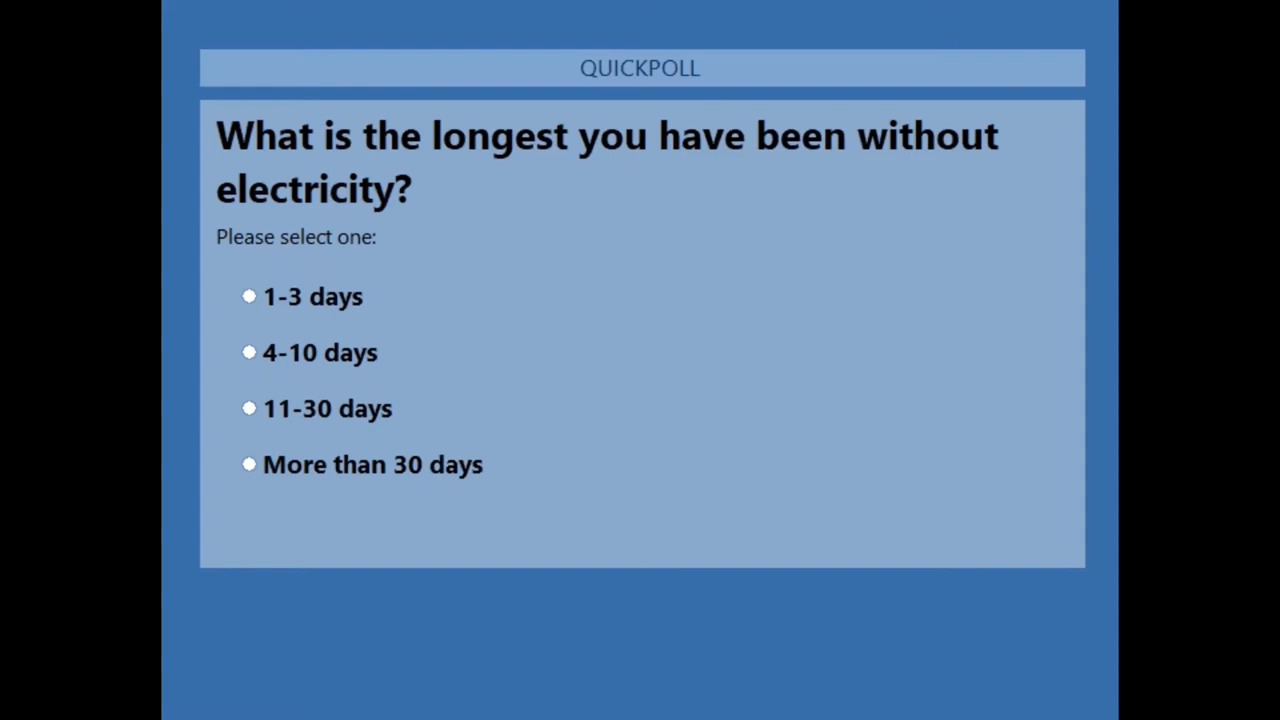 QUICKPOLL
What is the longest you have been without
electricity?
Please select one:
1-3 days
4-10 days
11-30 days
More than 30 days